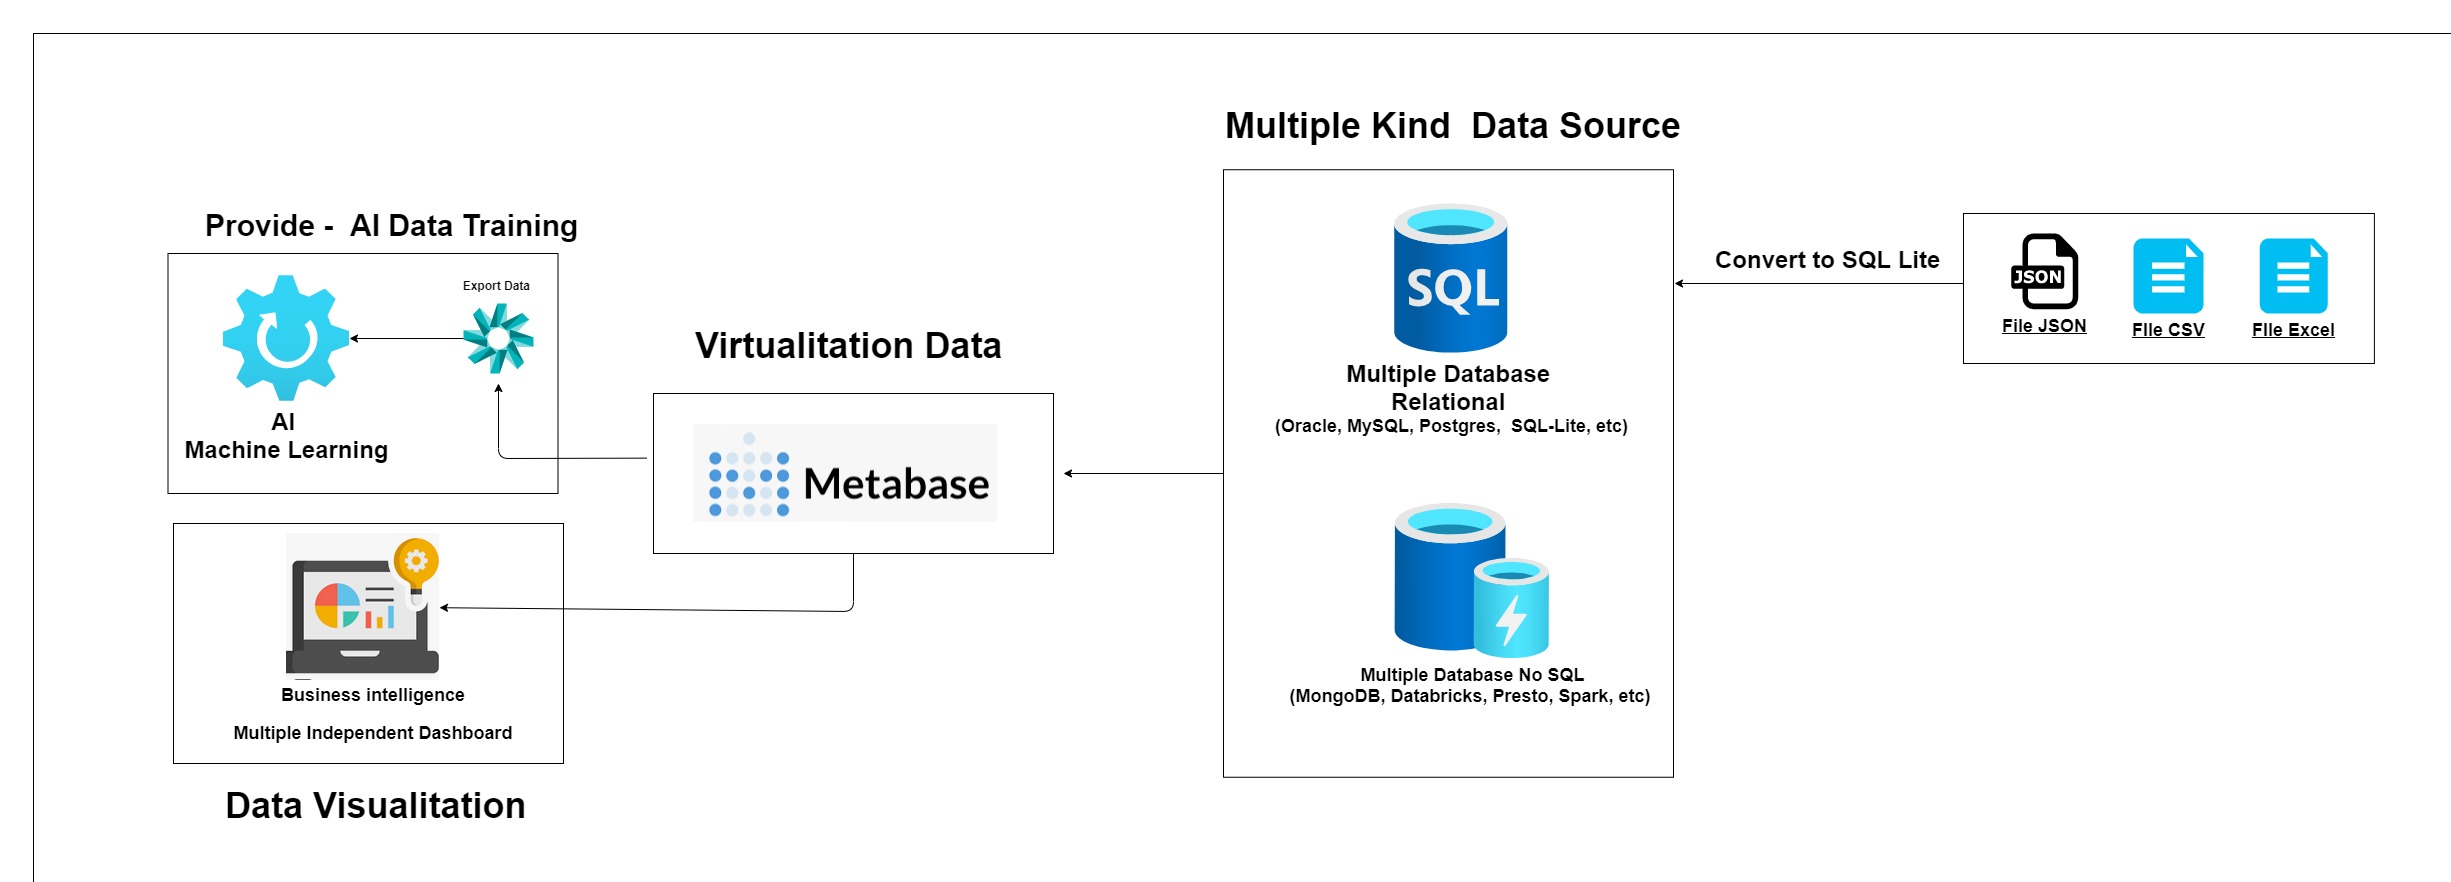 Multiple Kind  Data Source
Provide -  AI Data Training
Export Data
AI
Machine Learning
Virtualitation Data
Metabase
Business intelligence
Multiple Independent Dashboard
Data Visualitation
SQL
Multiple Database
Relational
(Oracle, MySQL, Postgres,  SQL-Lite, etc)
Multiple Database No SQL
(MongoDB, Databricks, Presto, Spark, etc)
Convert to SQL Lite
JSON
File JSON
FIle CSV
FIle Excel